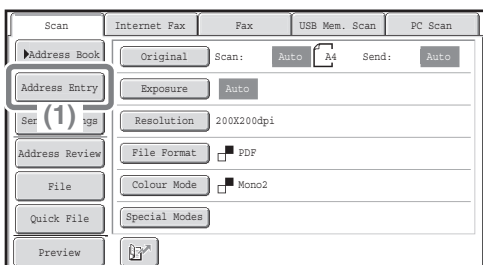 Scan Internet Fax Fax USB Mem. Scan PC Scan
Address Book Original Scan: Auto A4 Send: Auto
Address Entry Exposure Auto
(1) Resolution 200X200dpi
Address Review File Format PDF
File Colour Mode Mono2
Quick File Special Modes
Preview